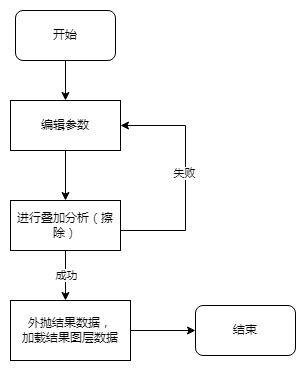 开始
编辑参数
失败
进行叠加分析（擦
除）
成功
外抛结果数据，
加载结果图层数据
结束